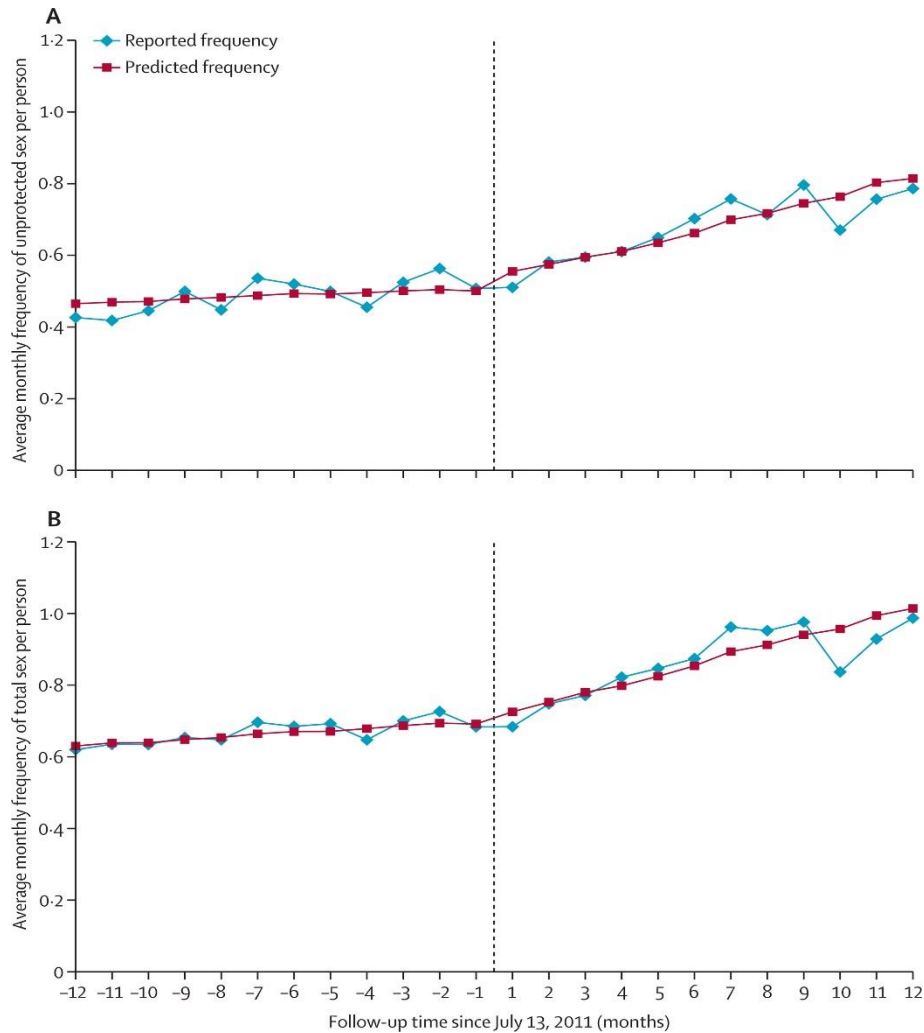 A
Reported frequency
Predicted frequency
Average monthly frequency of unprotected sex per person
1·2
1·0
0·8
0·6
0·4
0·2
0
B
Average monthly frequency of total sex per person
1·2
1·0
0·8
0·6
0·4
0·2
0
–12 –11 –10 –9 –8 –7 –6 –5 –4 –3 –2 –1 1 2 3 4 5 6 7 8 9 10 11 12
Follow-up time since July 13, 2011 (months)